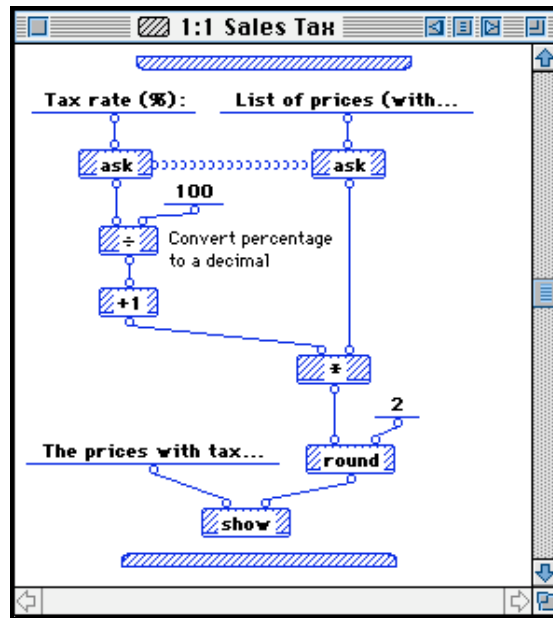 1:1 Sales Tax
Tax rate (%): List of prices (with...
ask ask
100
÷ Convert percentage
to a decimal
+1
*
2
The prices with tax... round
show